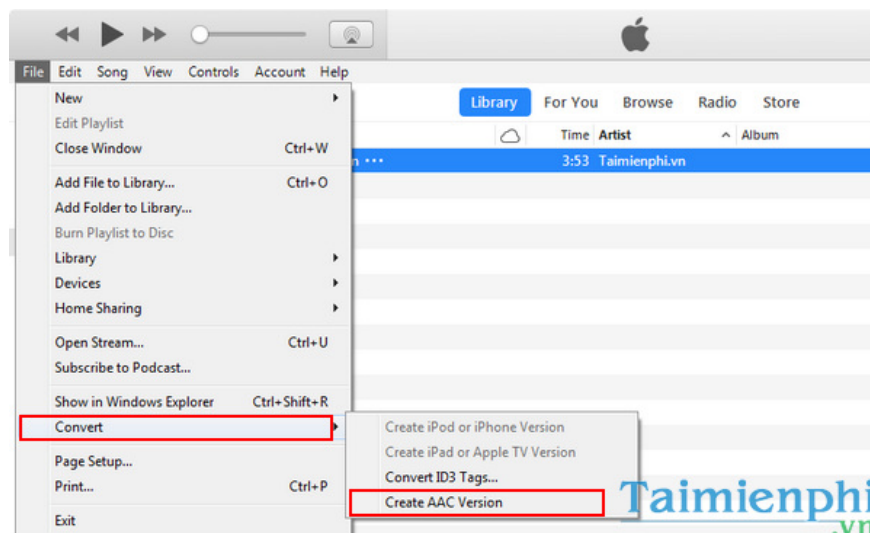 File Edit Song View Controls Account Help
New
Edit Playlist
Close Window Ctrl+W
Add File to Library... Ctrl+O
Add Folder to Library...
Burn Playlist to Disc
Library
Devices
Home Sharing
Open Stream... Ctrl+U
Subscribe to Podcast...
Show in Windows Explorer Ctrl+Shift+R
Convert
Page Setup...
Print... Ctrl+P
Exit
Library For You Browse Radio Store
Time Artist Album
n ··· 3:53 Taimienphi.vn
Create iPod or iPhone Version
Create iPad or Apple TV Version
Convert ID3 Tags...
Create AAC Version
Taimienphi
.vn